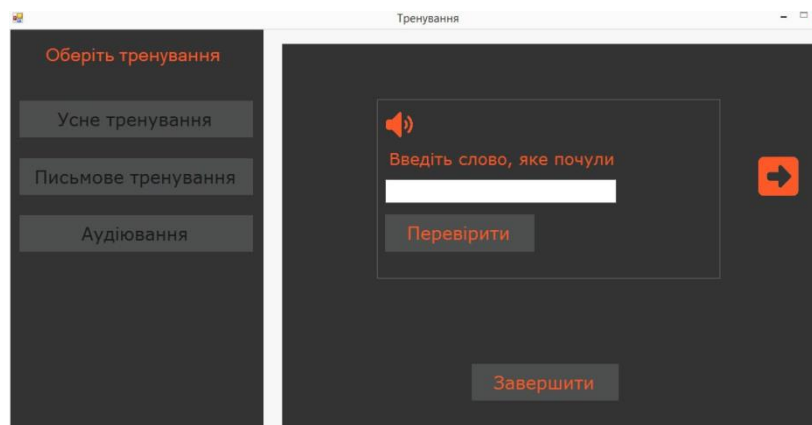 Тренування
Оберіть тренування
Усне тренування
Письмове тренування
Аудіювання
Введіть слово, яке почули
Перевірити
Завершити